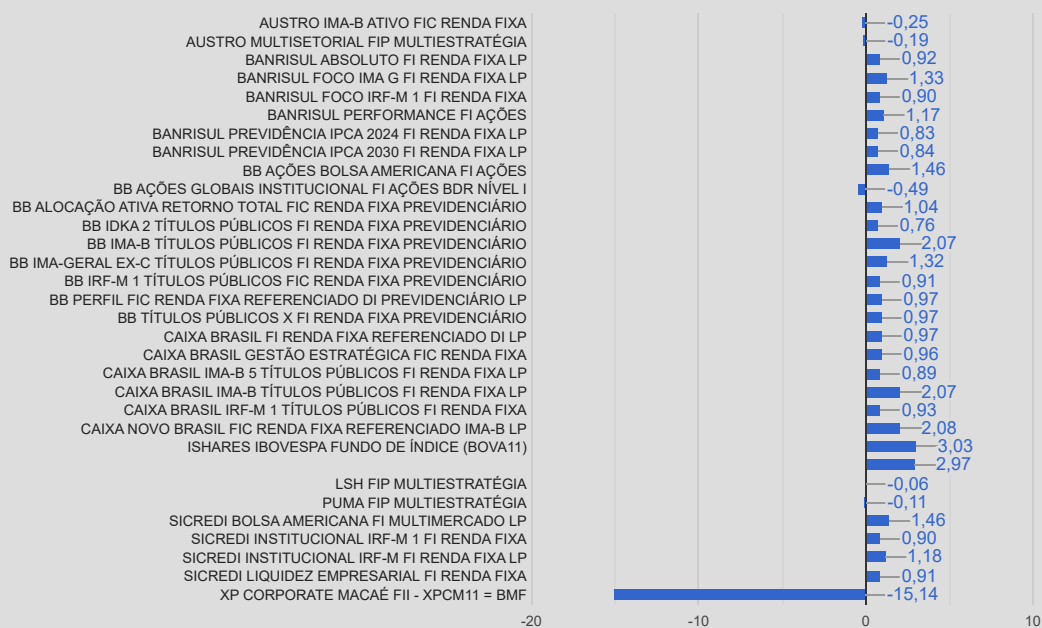 AUSTRO IMA-B ATIVO FIC RENDA FIXA -0,25
AUSTRO MULTISETORIAL FIP MULTIESTRATÉGIA -0,19
BANRISUL ABSOLUTO FI RENDA FIXA LP 0,92
BANRISUL FOCO IMA G FI RENDA FIXA LP 1,33
BANRISUL FOCO IRF-M 1 FI RENDA FIXA 0,90
BANRISUL PERFORMANCE FI AÇÕES 1,17
BANRISUL PREVIDÊNCIA IPCA 2024 FI RENDA FIXA LP 0,83
BANRISUL PREVIDÊNCIA IPCA 2030 FI RENDA FIXA LP 0,84
BB AÇÕES BOLSA AMERICANA FI AÇÕES 1,46
BB AÇÕES GLOBAIS INSTITUCIONAL FI AÇÕES BDR NÍVEL I -0,49
BB ALOCAÇÃO ATIVA RETORNO TOTAL FIC RENDA FIXA PREVIDENCIÁRIO 1,04
BB IDKA 2 TÍTULOS PÚBLICOS FI RENDA FIXA PREVIDENCIÁRIO 0,76
BB IMA-B TÍTULOS PÚBLICOS FI RENDA FIXA PREVIDENCIÁRIO 2,07
BB IMA-GERAL EX-C TÍTULOS PÚBLICOS FI RENDA FIXA PREVIDENCIÁRIO 1,32
BB IRF-M 1 TÍTULOS PÚBLICOS FIC RENDA FIXA PREVIDENCIÁRIO 0,91
BB PERFIL FIC RENDA FIXA REFERENCIADO DI PREVIDENCIÁRIO LP 0,97
BB TÍTULOS PÚBLICOS X FI RENDA FIXA PREVIDENCIÁRIO 0,97
CAIXA BRASIL FI RENDA FIXA REFERENCIADO DI LP 0,97
CAIXA BRASIL GESTÃO ESTRATÉGICA FIC RENDA FIXA 0,96
CAIXA BRASIL IMA-B 5 TÍTULOS PÚBLICOS FI RENDA FIXA LP 0,89
CAIXA BRASIL IMA-B TÍTULOS PÚBLICOS FI RENDA FIXA LP 2,07
CAIXA BRASIL IRF-M 1 TÍTULOS PÚBLICOS FI RENDA FIXA 0,93
CAIXA NOVO BRASIL FIC RENDA FIXA REFERENCIADO IMA-B LP 2,08
ISHARES IBOVESPA FUNDO DE ÍNDICE (BOVA11) 3,03
2,97
LSH FIP MULTIESTRATÉGIA -0,06
PUMA FIP MULTIESTRATÉGIA -0,11
SICREDI BOLSA AMERICANA FI MULTIMERCADO LP 1,46
SICREDI INSTITUCIONAL IRF-M 1 FI RENDA FIXA 0,90
SICREDI INSTITUCIONAL IRF-M FI RENDA FIXA LP 1,18
SICREDI LIQUIDEZ EMPRESARIAL FI RENDA FIXA 0,91
XP CORPORATE MACAÉ FII - XPCM11 = BMF -15,14
-20 -10 0 10